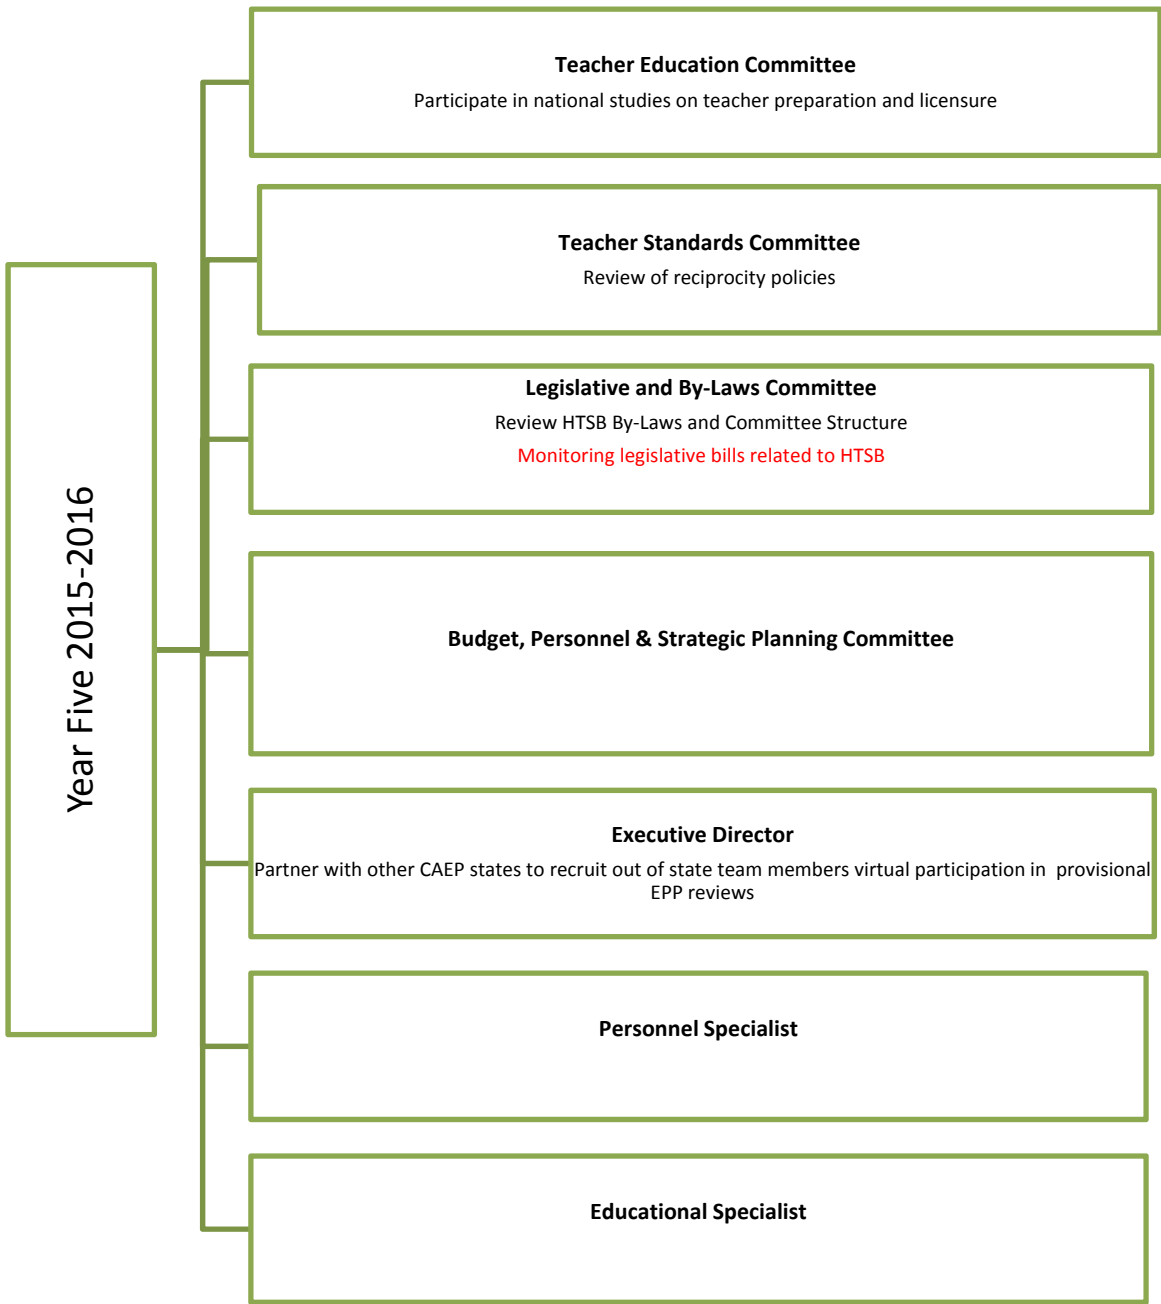 Year Five 2015-2016
Teacher Education Committee
Participate in national studies on teacher preparation and licensure
Teacher Standards Committee
Review of reciprocity policies
Legislative and By-Laws Committee
Review HTSB By-Laws and Committee Structure
Monitoring legislative bills related to HTSB
Budget, Personnel & Strategic Planning Committee
Executive Director
Partner with other CAEP states to recruit out of state team members virtual participation in  provisional
EPP reviews
Personnel Specialist
Educational Specialist